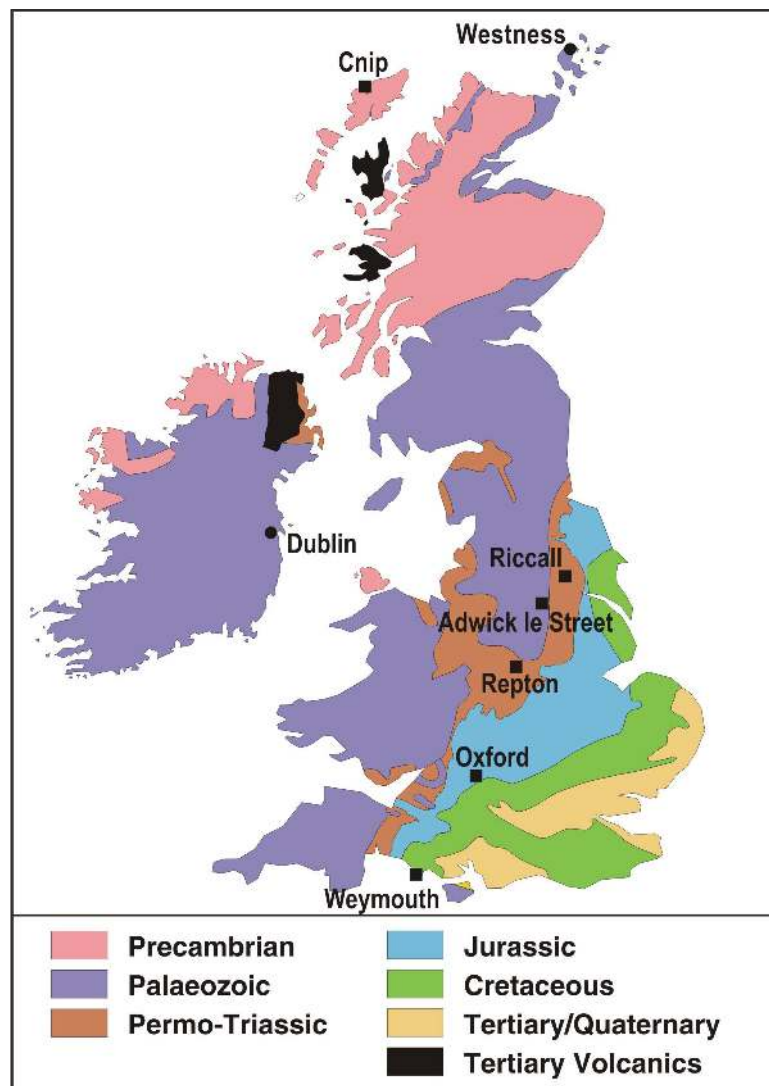 Westness
Cnip
Dublin
Riccall
Adwick le Street
Repton
Oxford
Weymouth
Precambrian
Palaeozoic
Permo-Triassic
Jurassic
Cretaceous
Tertiary/Quaternary
Tertiary Volcanics